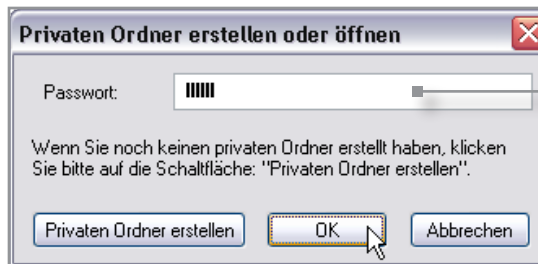 Privaten Ordner erstellen oder öffnen
Passwort:
Wenn Sie noch keinen privaten Ordner erstellt haben, klicken
Sie bitte auf die Schaltfläche: "Privaten Ordner erstellen".
Privaten Ordner erstellen OK Abbrechen